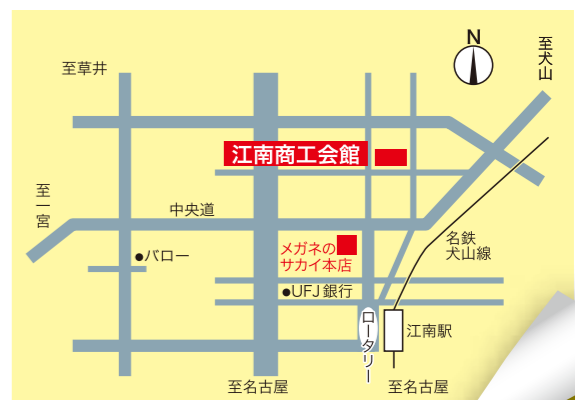 N
至犬山
至草井
江南商工会館
至一宮
中央道
●バロー
メガネの
サカイ本店
名鉄
犬山線
●UFJ銀行
ロータリー
江南駅
至名古屋
至名古屋